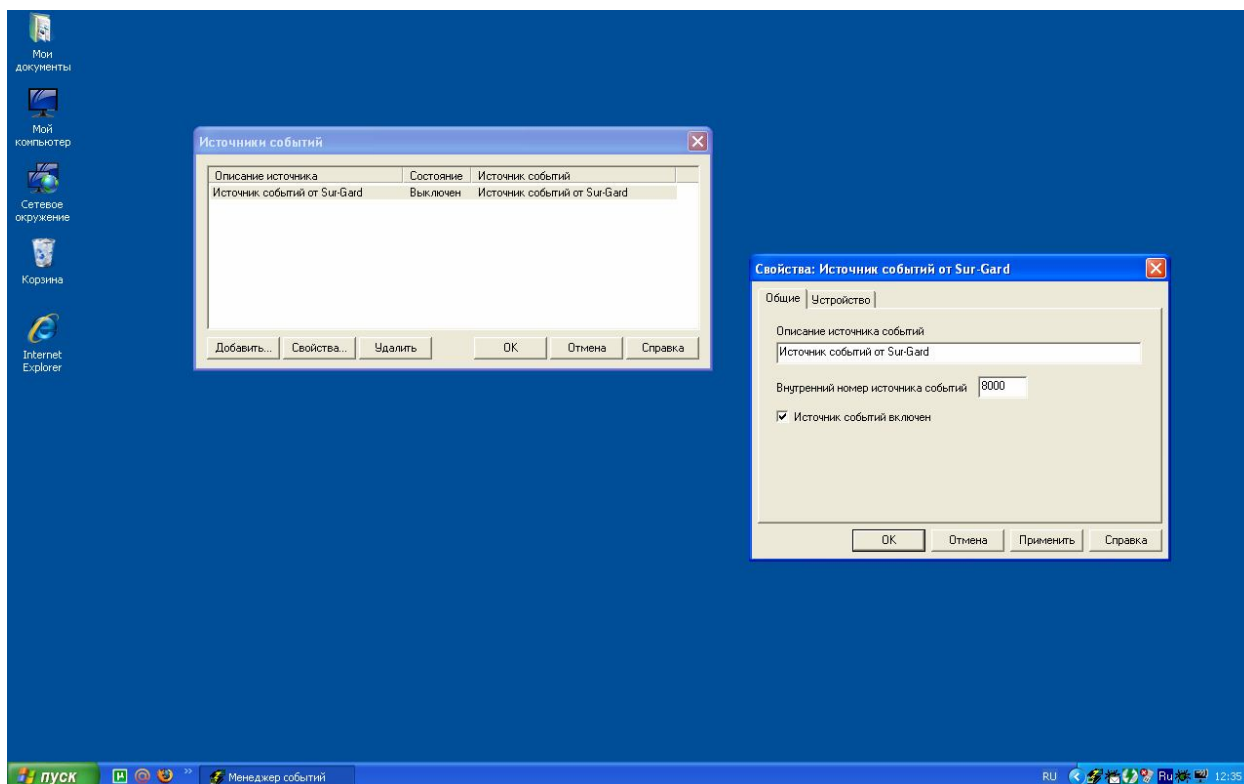 Мои
документы
Мой
компьютер
Сетевое
окружение
Корзина
Internet
Explorer
Источники событий
Описание источника Состояние Источник событий
Источник событий от Sur-Gard Выключен Источник событий от Sur-Gard
Добавить... Свойства... Удалить ОК Отмена Справка
Свойства: Источник событий от Sur-Gard
Общие Устройство
Описание источника событий
Источник событий от Sur-Gard
Внутренний номер источника событий 8000
Источник событий включен
ОК Отмена Применить Справка
пуск Менеджер событий RU Ru 12:35